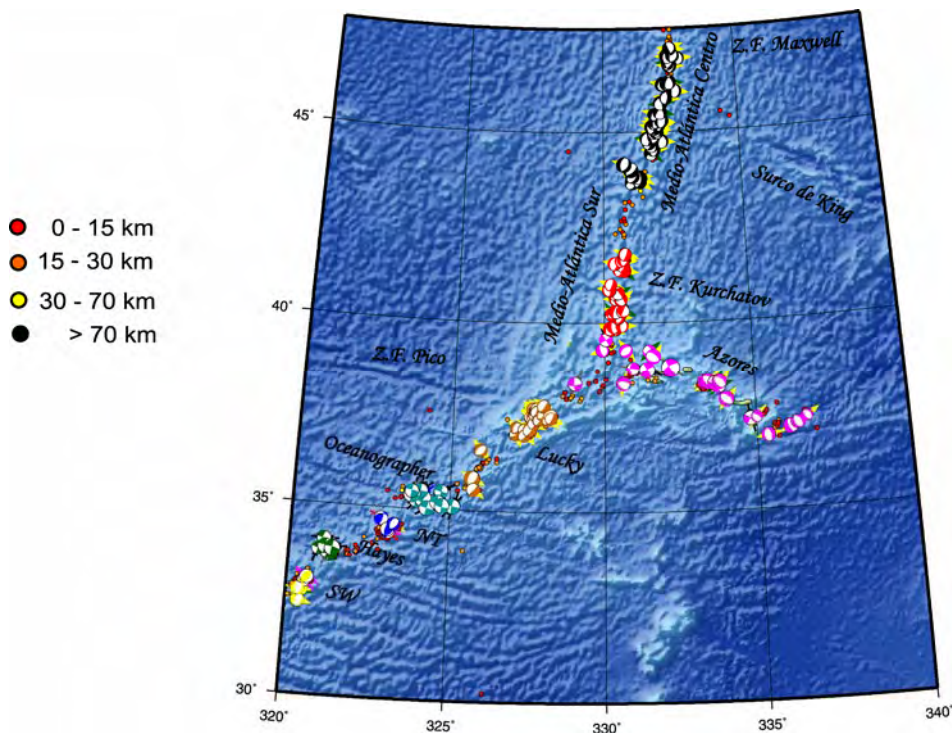 0 - 15 km
15 - 30 km
30 - 70 km
> 70 km
Z.F. Maxwell
Medio-Atlántica Centro
45°
Surco de King
Medio-Atlántica Sur
Z.F. Kurchatov
40°
Z.F. Pico
Azores
Lucky
Oceanographer
35°
NT
Hayes
SW
30°
320°
325°
330°
335°
340°